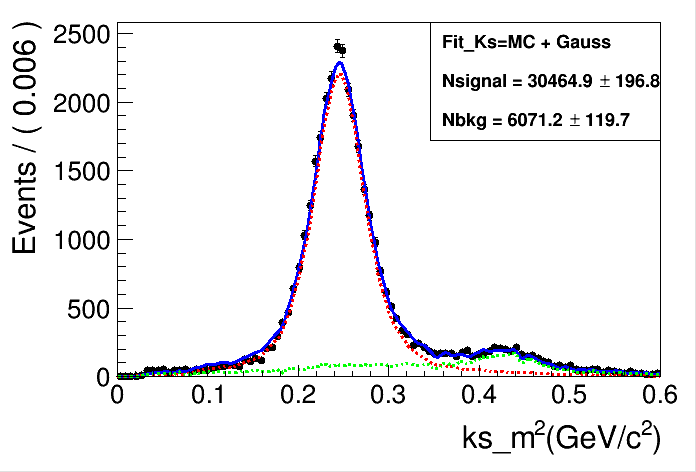 2500
2000
1500
1000
500
0
Events / ( 0.006 )
Fit_Ks=MC + Gauss
Nsignal = 30464.9 ± 196.8
Nbkg = 6071.2 ± 119.7
0 0.1 0.2 0.3 0.4 0.5 0.6
ks_m²(GeV/c²)